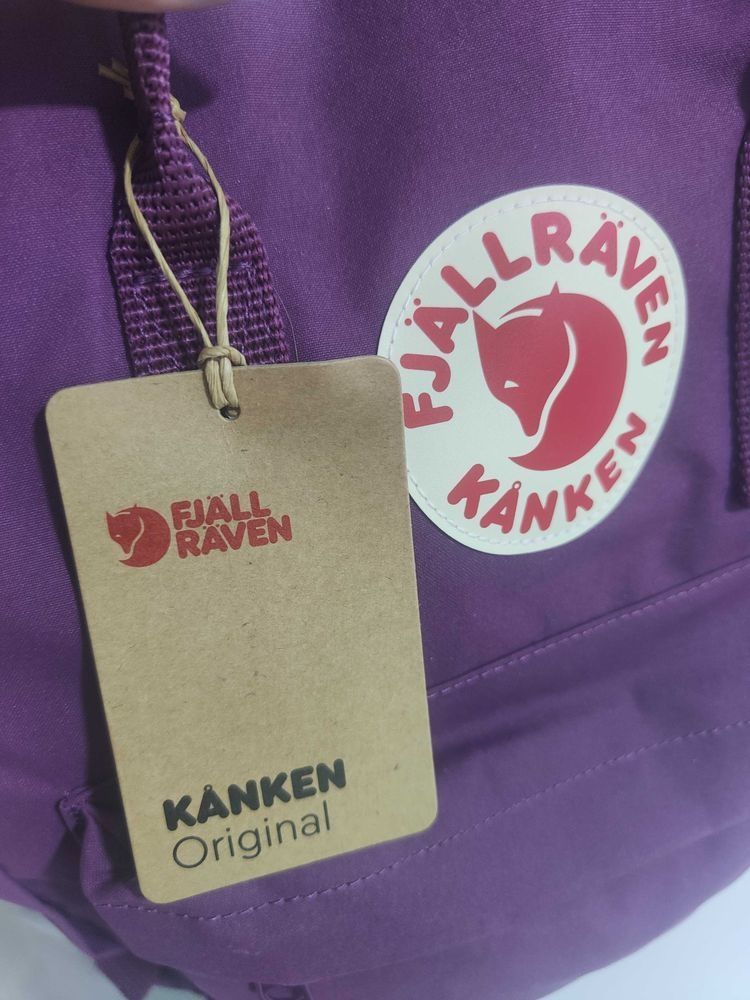 FJÄLLRÄVEN
KÅNKEN
FJÄLL
RÄVEN
KÅNKEN
Original